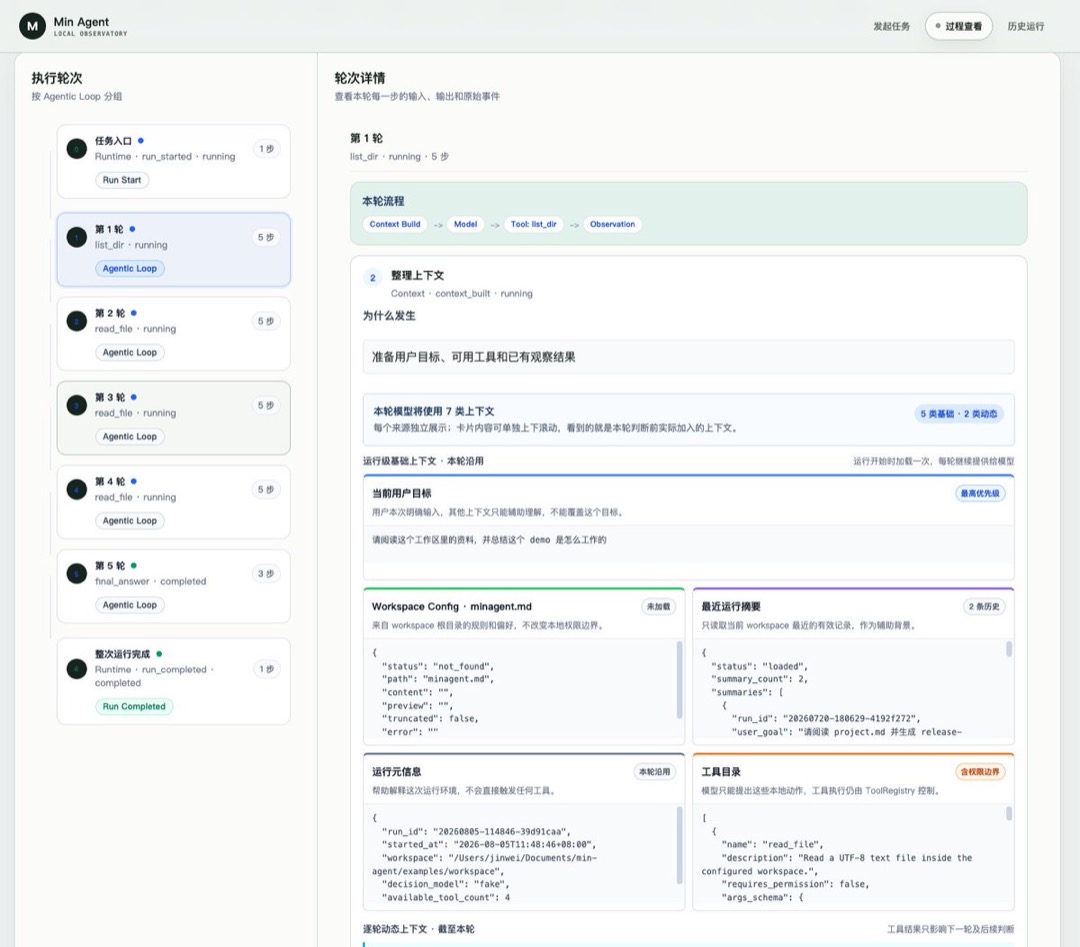 M
Min Agent
LOCAL OBSERVATORY
发起任务
过程查看
历史运行
执行轮次
按 Agentic Loop 分组
任务入口
Runtime · run_started · running
1 步
Run Start
1
第 1 轮
list_dir · running
5 步
Agentic Loop
第 2 轮
read_file · running
5 步
Agentic Loop
第 3 轮
read_file · running
5 步
Agentic Loop
第 4 轮
read_file · running
5 步
Agentic Loop
第 5 轮
final_answer · completed
3 步
Agentic Loop
整次运行完成
Runtime · run_completed ·
completed
1 步
Run Completed
轮次详情
查看本轮每一步的输入、输出和原始事件
第 1 轮
list_dir · running · 5 步
本轮流程
Context Build -> Model -> Tool: list_dir -> Observation
2
整理上下文
Context · context_built · running
为什么发生
准备用户目标、可用工具和已有观察结果
本轮模型将使用 7 类上下文
每个来源独立展示；卡片内容可单独上下滚动，看到的就是本轮判断前实际加入的上下文。
5 类基础 · 2 类动态
运行级基础上下文 · 本轮沿用
运行开始时加载一次，每轮继续提供给模型
当前用户目标
最高优先级
用户本次明确输入，其他上下文只能辅助理解，不能覆盖这个目标。
请阅读这个工作区里的资料，并总结这个 demo 是怎么工作的
Workspace Config · minagent.md
未加载
来自 workspace 根目录的规则和偏好，不改变本地权限边界。
{
"status": "not_found",
"path": "minagent.md",
"content": "",
"preview": "",
"truncated": false,
"error": ""
最近运行摘要
2 条历史
只读取当前 workspace 最近的有效记录，作为辅助背景。
{
"status": "loaded",
"summary_count": 2,
"summaries": [
{
"run_id": "20260720-180629-4192f272",
"user_goal": "请阅读 project.md 并生成 release-
运行元信息
本轮沿用
帮助解释这次运行环境，不会直接触发任何工具。
{
"run_id": "20260805-114846-39d91caa",
"started_at": "2026-08-05T11:48:46+08:00",
"workspace": "/Users/jinwei/Documents/min-
agent/examples/workspace",
"decision_model": "fake",
"available_tool_count": 4
工具目录
含权限边界
模型只能提出这些本地动作，工具执行仍由 ToolRegistry 控制。
[
{
"name": "read_file",
"description": "Read a UTF-8 text file inside the
configured workspace.",
"requires_permission": false,
"args_schema": {
逐轮动态上下文 · 截至本轮
工具结果只影响下一轮及后续判断